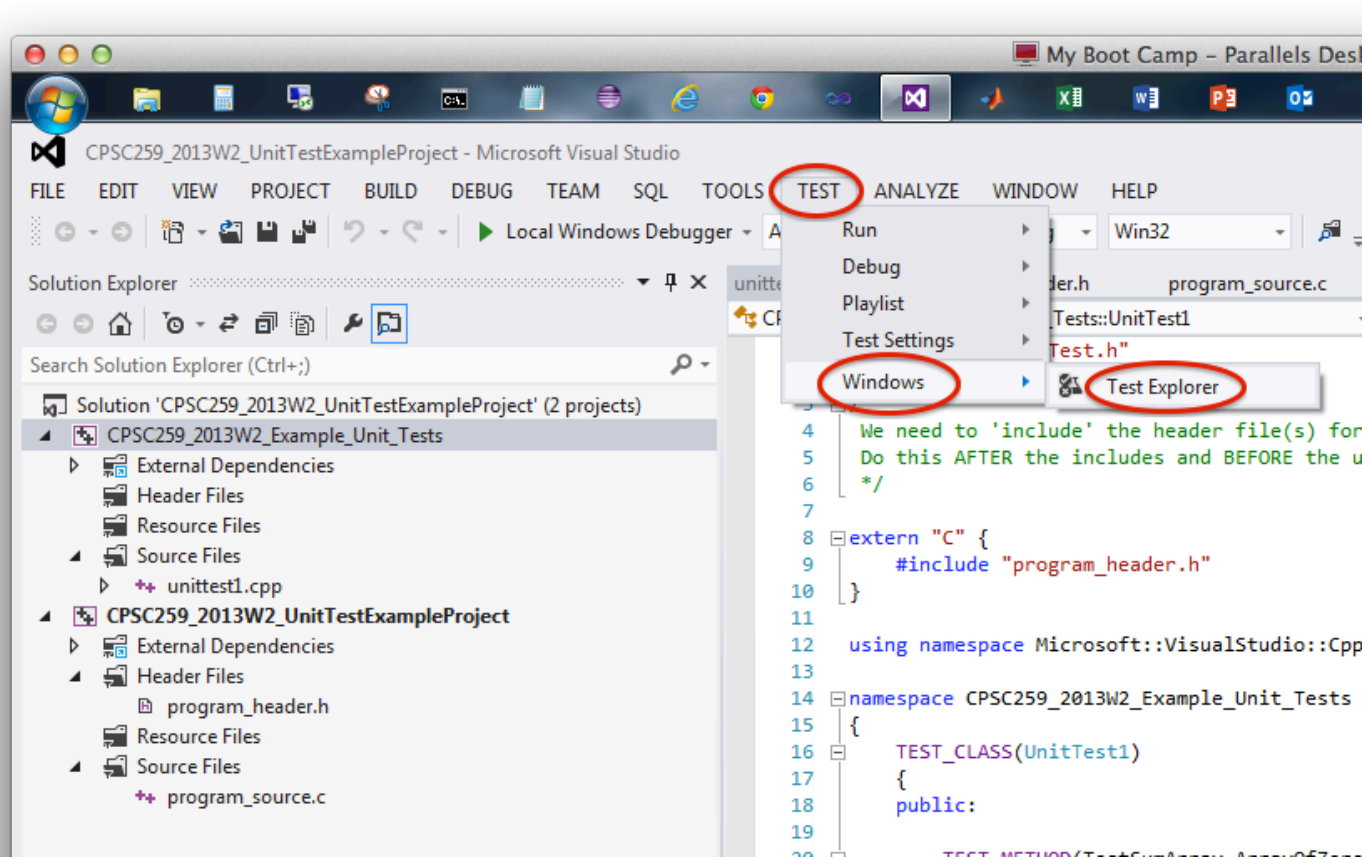 My Boot Camp – Parallels Des
C:\.
CPSC259_2013W2_UnitTestExampleProject - Microsoft Visual Studio
FILE EDIT VIEW PROJECT BUILD DEBUG TEAM SQL TOOLS TEST ANALYZE WINDOW HELP
Local Windows Debugger A Win32
Run
Debug
Playlist
Test Settings
Windows
Test Explorer
Solution Explorer
Search Solution Explorer (Ctrl+;)
Solution 'CPSC259_2013W2_UnitTestExampleProject' (2 projects)
CPSC259_2013W2_Example_Unit_Tests
External Dependencies
Header Files
Resource Files
Source Files
unittest1.cpp
CPSC259_2013W2_UnitTestExampleProject
External Dependencies
Header Files
program_header.h
Resource Files
Source Files
program_source.c
unitte der.h program_source.c
_Tests::UnitTest1
Test.h"
4 We need to 'include' the header file(s) for
5 Do this AFTER the includes and BEFORE the u
6 */
7
8 extern "C" {
9 #include "program_header.h"
10 }
11
12 using namespace Microsoft::VisualStudio::Cpp
13
14 namespace CPSC259_2013W2_Example_Unit_Tests
15 {
16 TEST_CLASS(UnitTest1)
17 {
18 public:
19